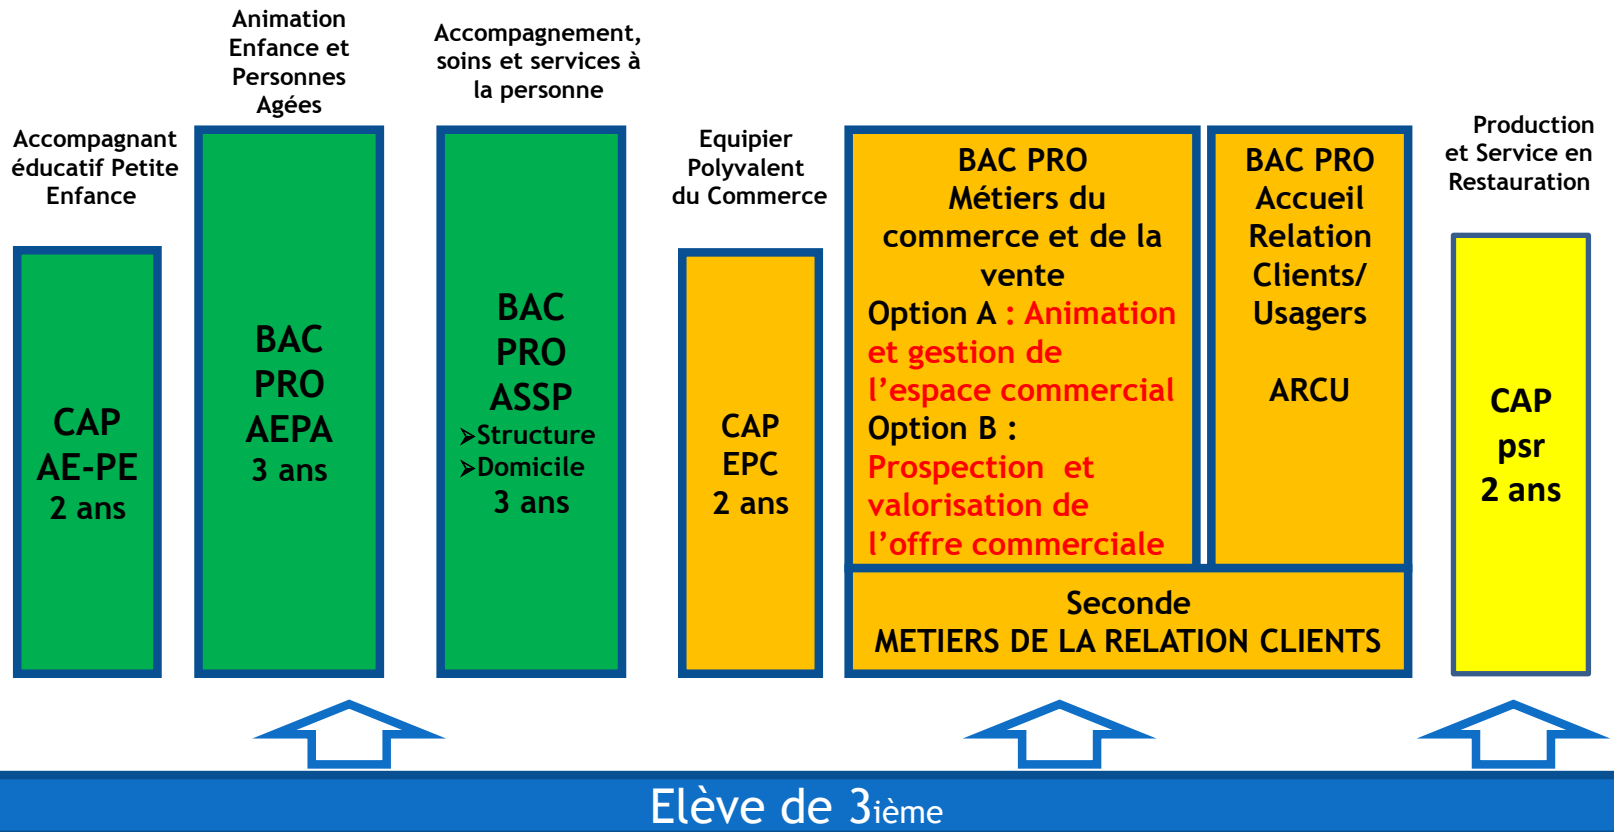 Accompagnant
éducatif Petite
Enfance
CAP
AE-PE
2 ans
Animation
Enfance et
Personnes
Agées
BAC
PRO
AEPA
3 ans
Accompagnement,
soins et services à
la personne
BAC
PRO
ASSP
➢Structure
➢Domicile
3 ans
Equipier
Polyvalent
du Commerce
CAP
EPC
2 ans
BAC PRO
Métiers du
commerce et de la
vente
Option A : Animation
et gestion de
l’espace commercial
Option B :
Prospection et
valorisation de
l’offre commerciale
BAC PRO
Accueil
Relation
Clients/
Usagers
ARCU
Seconde
METIERS DE LA RELATION CLIENTS
Production
et Service en
Restauration
CAP
psr
2 ans
Elève de 3ième